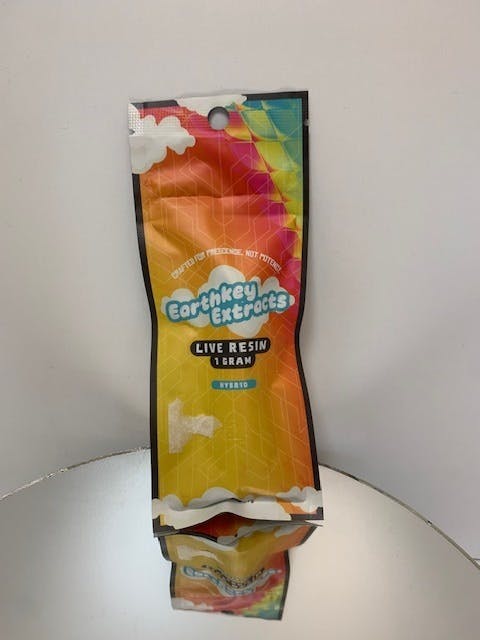 CRAFTED FOR PRESCENCE, NOT POTENCY
Earthkey
Extracts
LIVE RESIN
1 GRAM
HYBRID